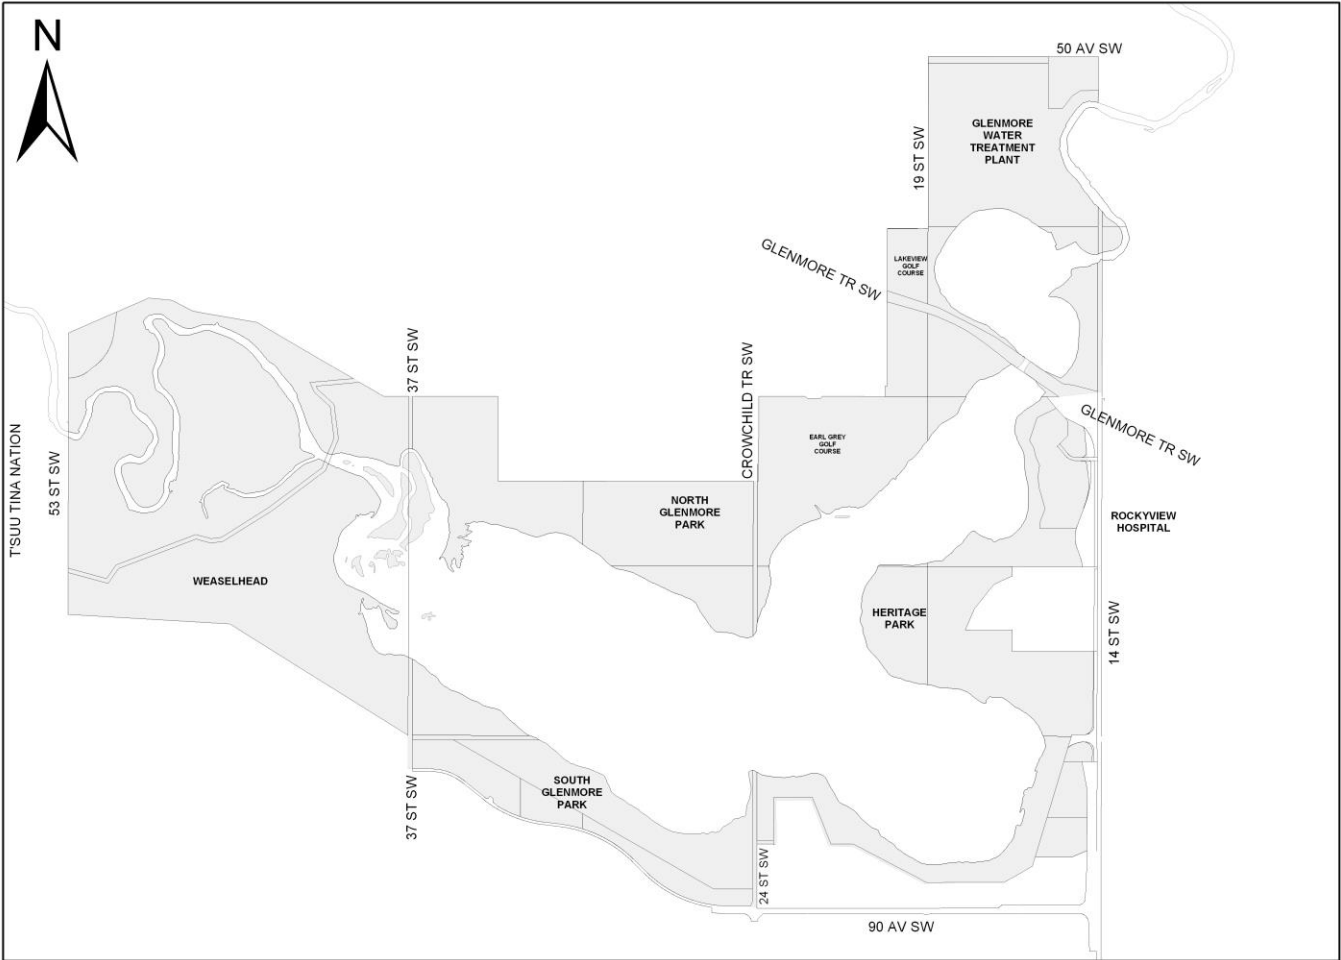 N
50 AV SW
GLENMORE
WATER
TREATMENT
PLANT
19 ST SW
GLENMORE TR SW
LAKEVIEW
GOLF
COURSE
37 ST SW
CROWCHILD TR SW
GLENMORE TR SW
EARL GREY
GOLF
COURSE
T'SUU TINA NATION
53 ST SW
NORTH
GLENMORE
PARK
ROCKYVIEW
HOSPITAL
WEASELHEAD
HERITAGE
PARK
14 ST SW
37 ST SW
SOUTH
GLENMORE
PARK
24 ST SW
90 AV SW